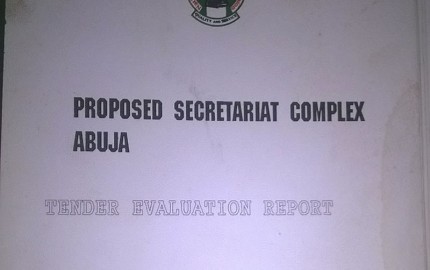 PROPOSED SECRETARIAT COMPLEX
ABUJA
TENDER EVALUATION REPORT